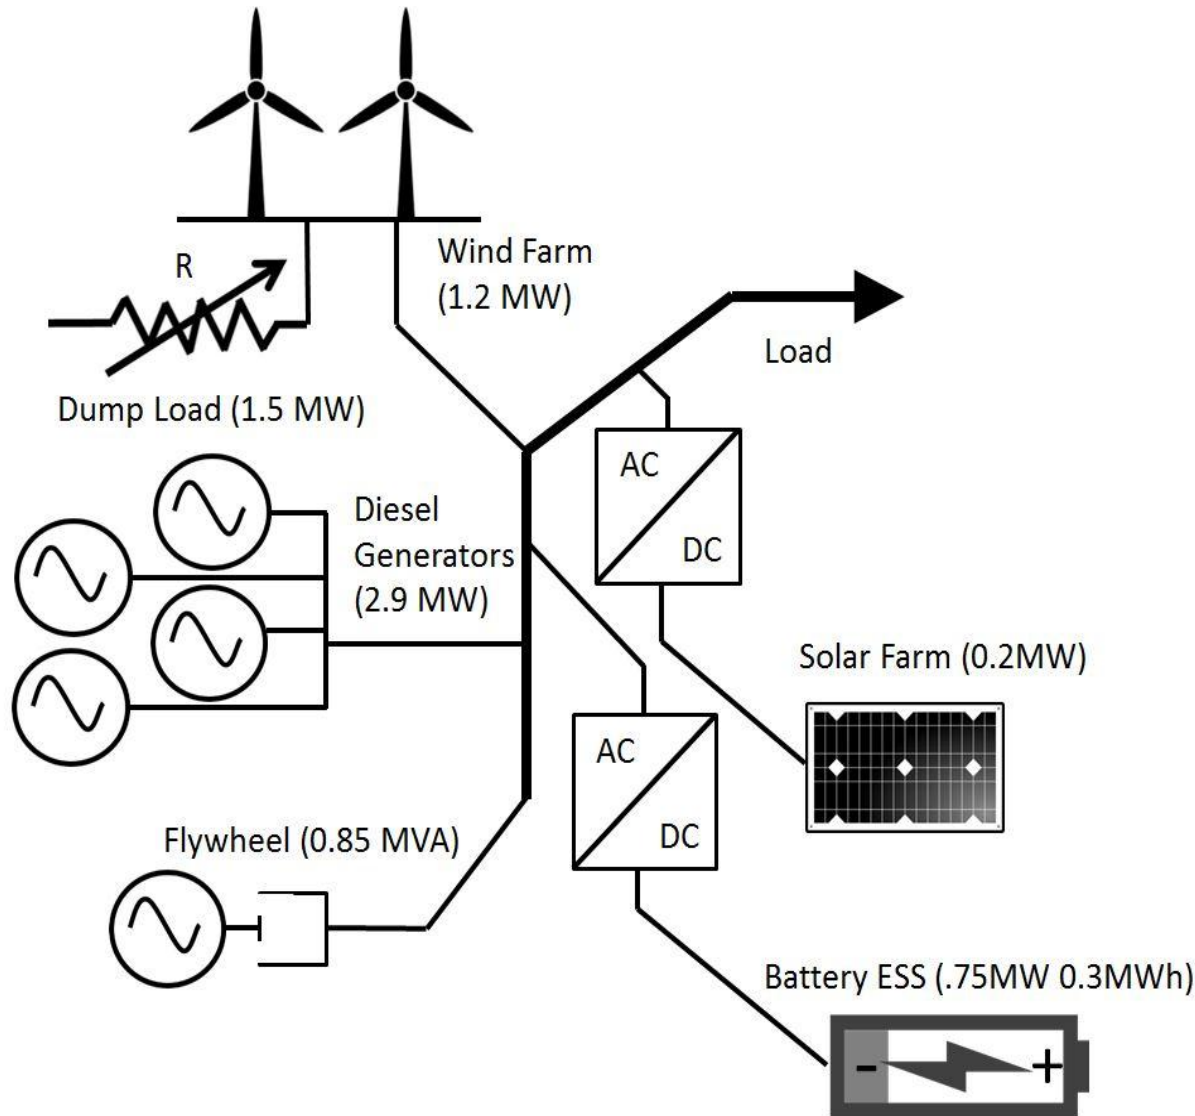 Wind Farm
(1.2 MW)
R
Load
Dump Load (1.5 MW)
AC
DC
Diesel
Generators
(2.9 MW)
Solar Farm (0.2MW)
AC
DC
Flywheel (0.85 MVA)
Battery ESS (.75MW 0.3MWh)
- +